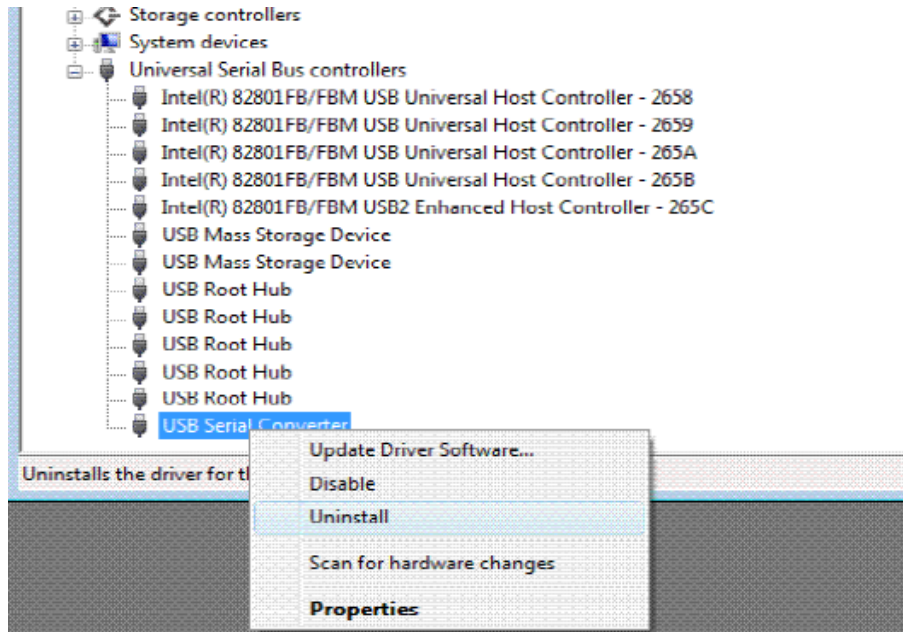 Storage controllers
System devices
Universal Serial Bus controllers
Intel(R) 82801FB/FBM USB Universal Host Controller - 2658
Intel(R) 82801FB/FBM USB Universal Host Controller - 2659
Intel(R) 82801FB/FBM USB Universal Host Controller - 265A
Intel(R) 82801FB/FBM USB Universal Host Controller - 265B
Intel(R) 82801FB/FBM USB2 Enhanced Host Controller - 265C
USB Mass Storage Device
USB Mass Storage Device
USB Root Hub
USB Root Hub
USB Root Hub
USB Root Hub
USB Root Hub
USB Serial Converter
Update Driver Software...
Uninstalls the driver for
Disable
Uninstall
Scan for hardware changes
Properties